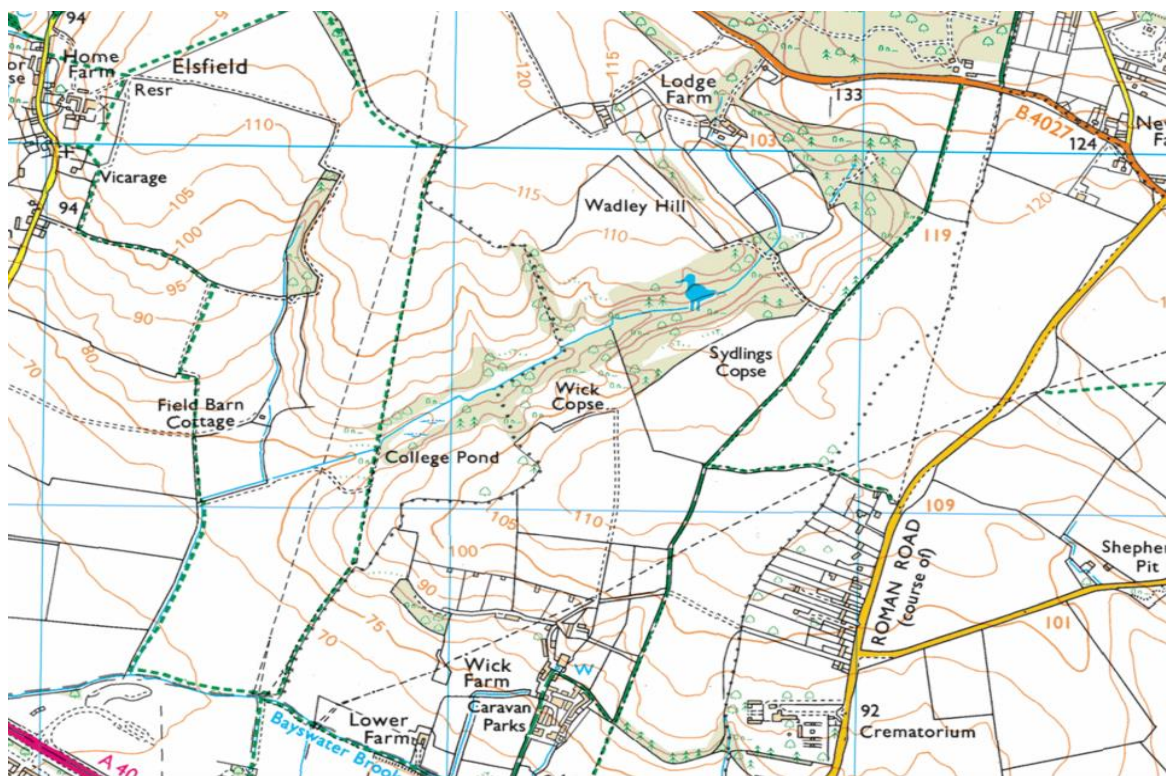 94
Home
Farm
Elsfield
Resr
Vicarage
94
110
105
100
95
90
80
70
70
120
115
Lodge
Farm
103
133
B 4027
124
115
Wadley Hill
110
119
120
Sydlings
Copse
Wick
Copse
Field Barn
Cottage
College Pond
105
110
100
90
75
70
109
ROMAN ROAD
(course of)
Pit
101
Wick
Farm
W
Caravan
Parks
Lower
Farm
Bayswater
92
Crematorium
A 40